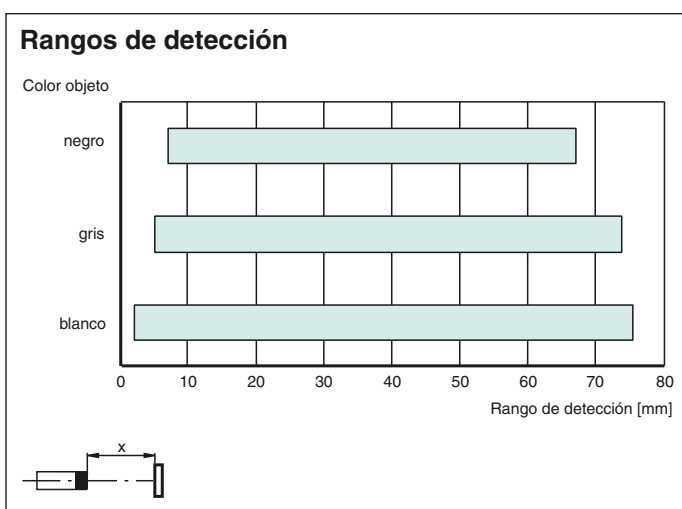 Rangos de detección
Color objeto
negro
gris
blanco
0 10 20 30 40 50 60 70 80
Rango de detección [mm]
x